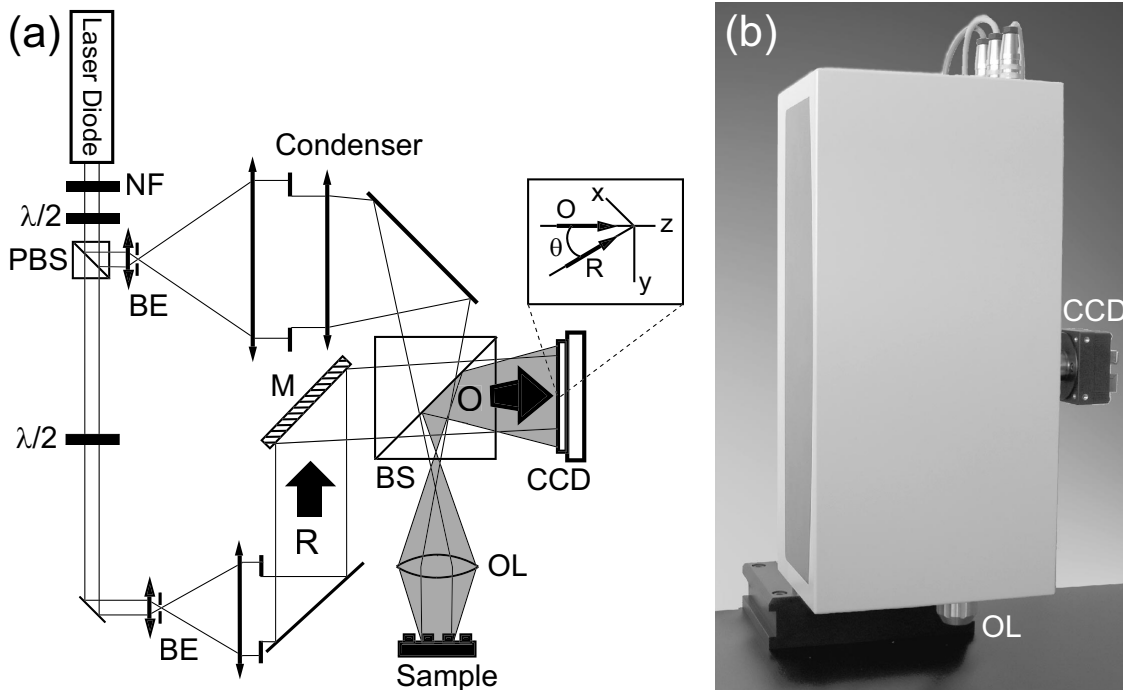 (a)
Laser Diode
NF
λ/2
PBS
BE
Condenser
x
O
z
θ
R
y
M
λ/2
O
BS
CCD
R
OL
BE
Sample
(b)
CCD
OL